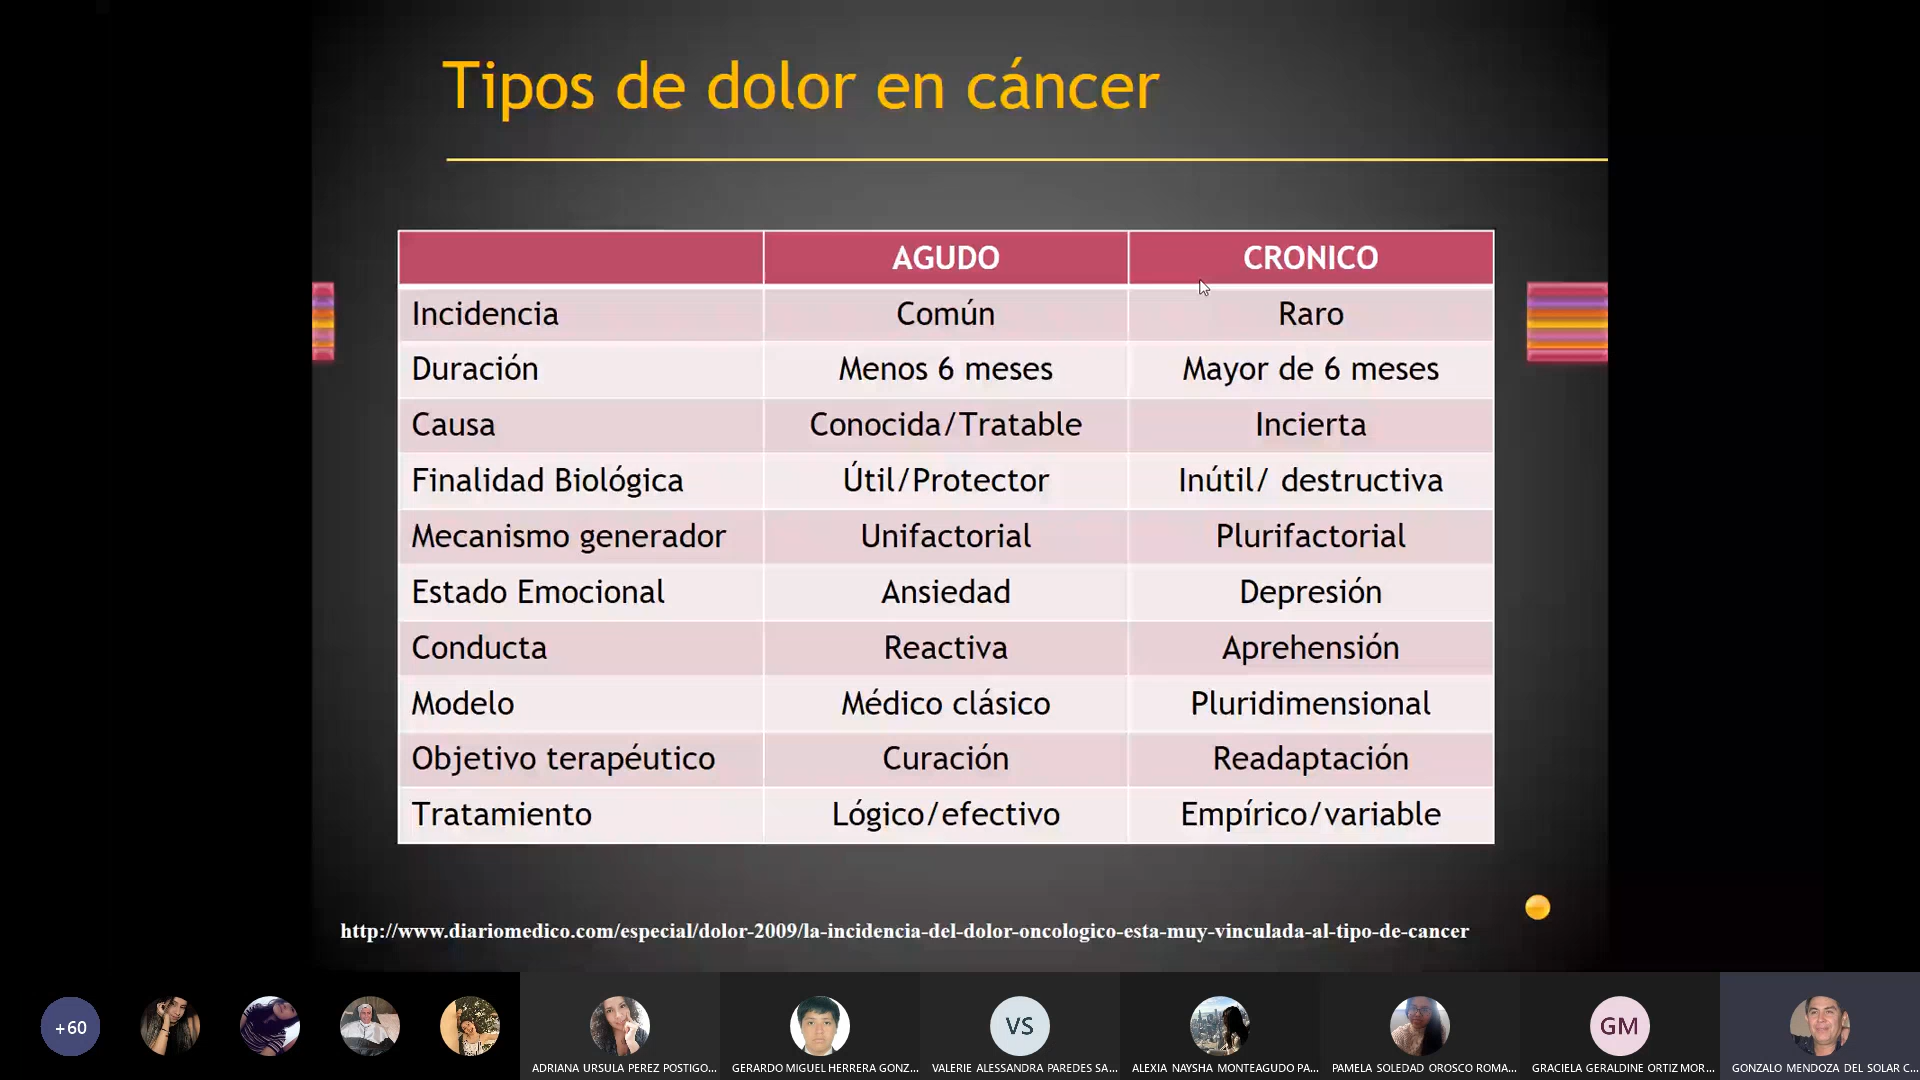 Tipos de dolor en cáncer
AGUDO CRONICO
Incidencia Común Raro
Duración Menos 6 meses Mayor de 6 meses
Causa Conocida/Tratable Incierta
Finalidad Biológica Útil/Protector Inútil/ destructiva
Mecanismo generador Unifactorial Plurifactorial
Estado Emocional Ansiedad Depresión
Conducta Reactiva Aprehensión
Modelo Médico clásico Pluridimensional
Objetivo terapéutico Curación Readaptación
Tratamiento Lógico/efectivo Empírico/variable
http://www.diariomedico.com/especial/dolor-2009/la-incidencia-del-dolor-oncologico-esta-muy-vinculada-al-tipo-de-cancer
+60 VS GM
ADRIANA URSULA PEREZ POSTIGO... GERARDO MIGUEL HERRERA GONZ... VALERIE ALESSANDRA PAREDES SA... ALEXIA NAYSHA MONTEAGUDO PA... PAMELA SOLEDAD OROSCO ROMA... GRACIELA GERALDINE ORTIZ MOR... GONZALO MENDOZA DEL SOLAR C...